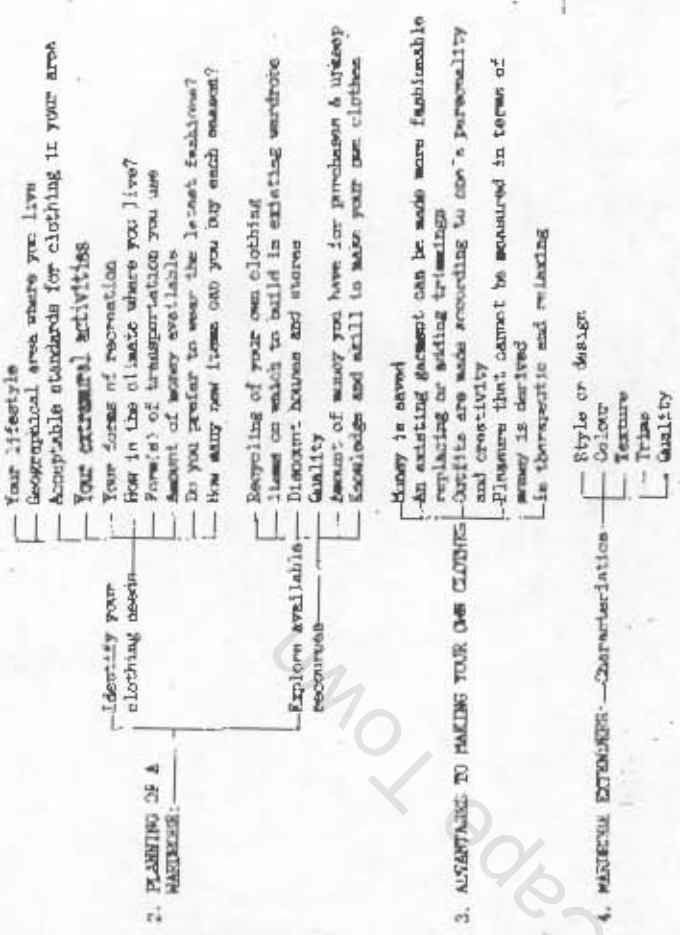 2. PLANNING OF A
WARDROBE:
Identify your
clothing needs
Your lifestyle
Geographical area where you live
Acceptable standards for clothing in your area
Your extramural activities
Your forms of recreation
How is the climate where you live?
Form(s) of transportation you use
Amount of money available
Do you prefer to wear the latest fashions?
How many new items can you buy each season?
Explore available
resources
Recycling of your own clothing
Items on which to build in existing wardrobe
Discount houses and stores
Quality
Amount of money you have for purchases & upkeep
Knowledge and skill to make your own clothes
3. ADVANTAGES TO MAKING YOUR OWN CLOTHES
Money is saved
An existing garment can be made more fashionable
replacing or adding trimmings
Outfits are made according to one's personality
and creativity
Pleasure that cannot be measured in terms of
money is derived
Is therapeutic and relaxing
4. WARDROBE EXTENDERS: Characteristics
Style or design
Colour
Texture
Trims
Quality
Cape Town